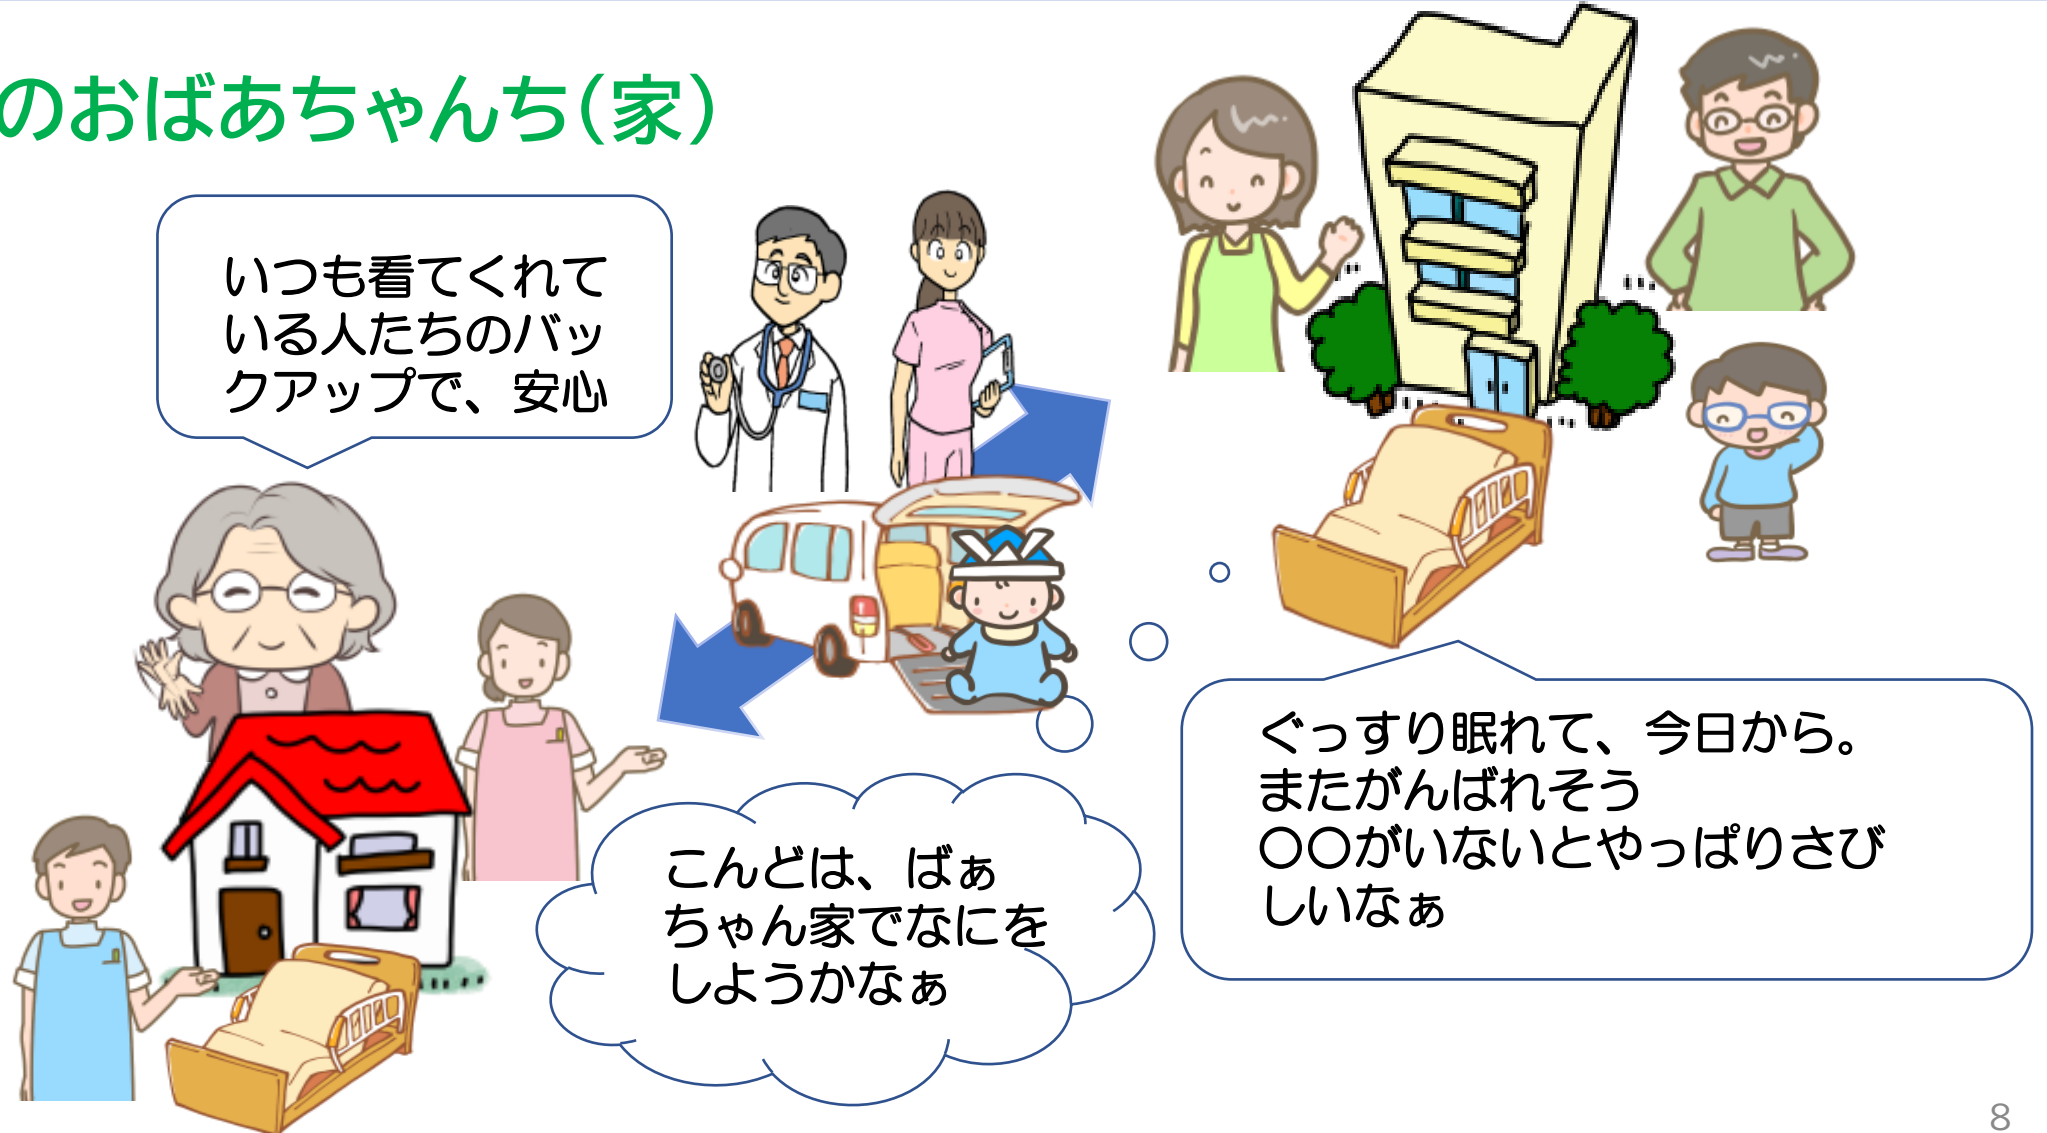 のおばあちゃんち(家)
いつも看てくれて
いる人たちのバッ
クアップで、安心
こんどは、ばぁ
ちゃん家でなにを
しようかなぁ
ぐっすり眠れて、今日から。
またがんばれそう
〇〇がいないとやっぱりさび
しいなぁ
8